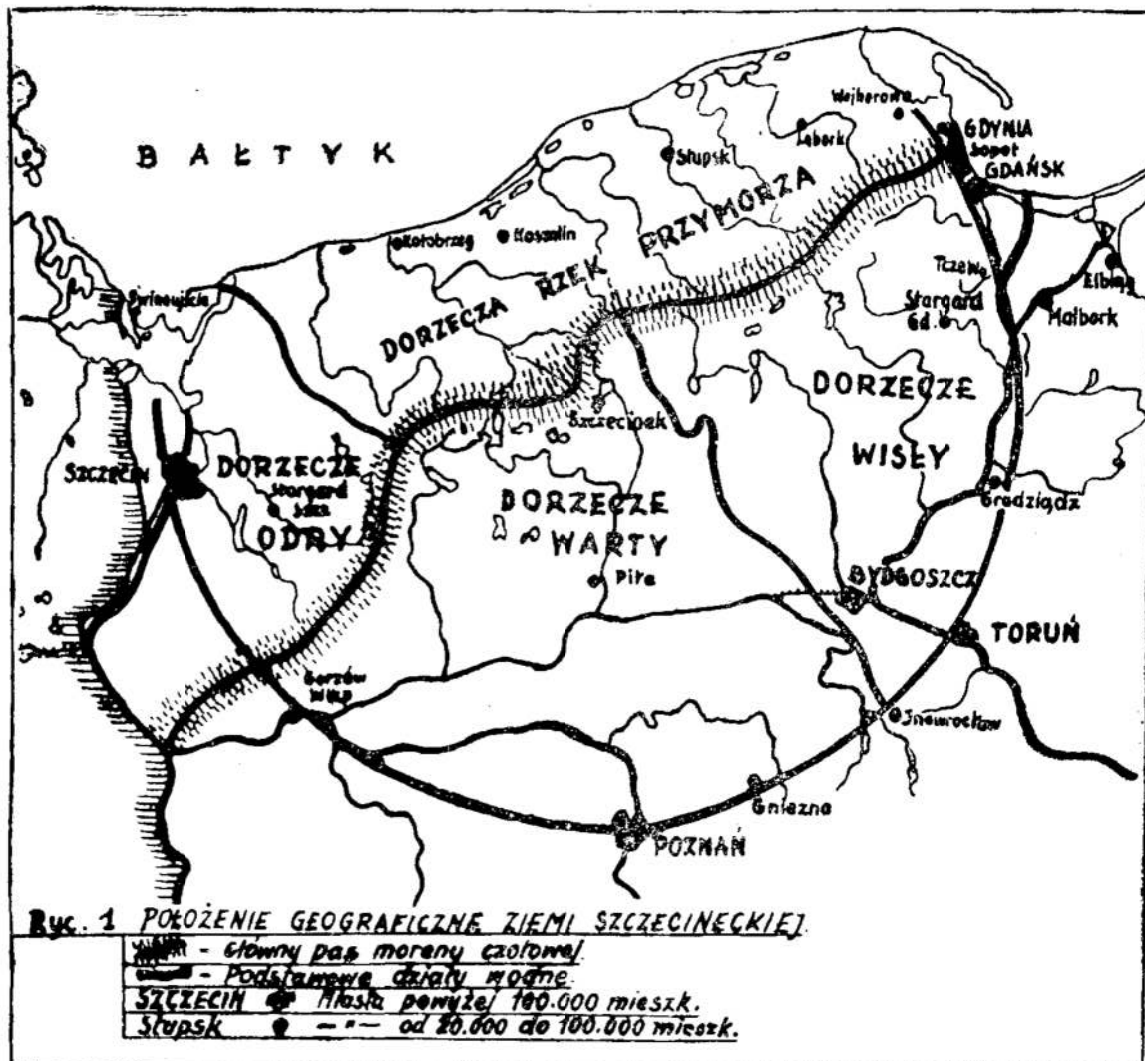 BAŁTYK
Wejherowo
GDYNIA
Sopot
GDAŃSK
Lębork
Słupsk
Kołobrzeg
Koszalin
DORZECZA RZEK PRZYMORZA
Świnoujście
Tczew
Elbląg
Stargard
Gd.
Malbork
DORZECZE
WISŁY
Szczecinek
SZCZECIN
DORZECZE
Stargard
ODRY
DORZECZE
WARTY
Grudziądz
Piła
BYDGOSZCZ
TORUŃ
Gorzów
Wlkp
Inowrocław
Gniezno
POZNAŃ
Ryc. 1 POŁOŻENIE GEOGRAFICZNE ZIEMI SZCZECINECKIEJ
- Główny pas moreny czołowej
- Podstawowe działy wodne
SZCZECIN Miasta powyżej 100.000 mieszk.
Słupsk — " — od 20.000 do 100.000 mieszk.